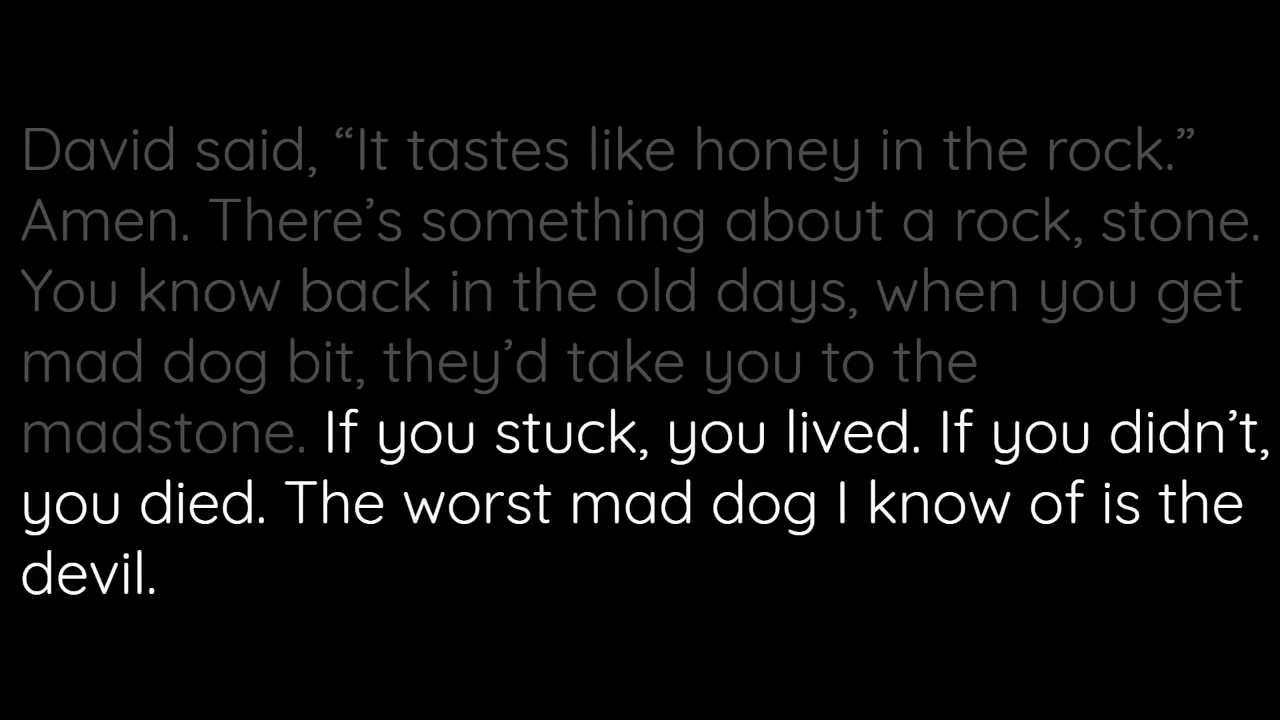 David said, “It tastes like honey in the rock.”
Amen. There’s something about a rock, stone.
You know back in the old days, when you get
mad dog bit, they’d take you to the
madstone. If you stuck, you lived. If you didn’t,
you died. The worst mad dog I know of is the
devil.